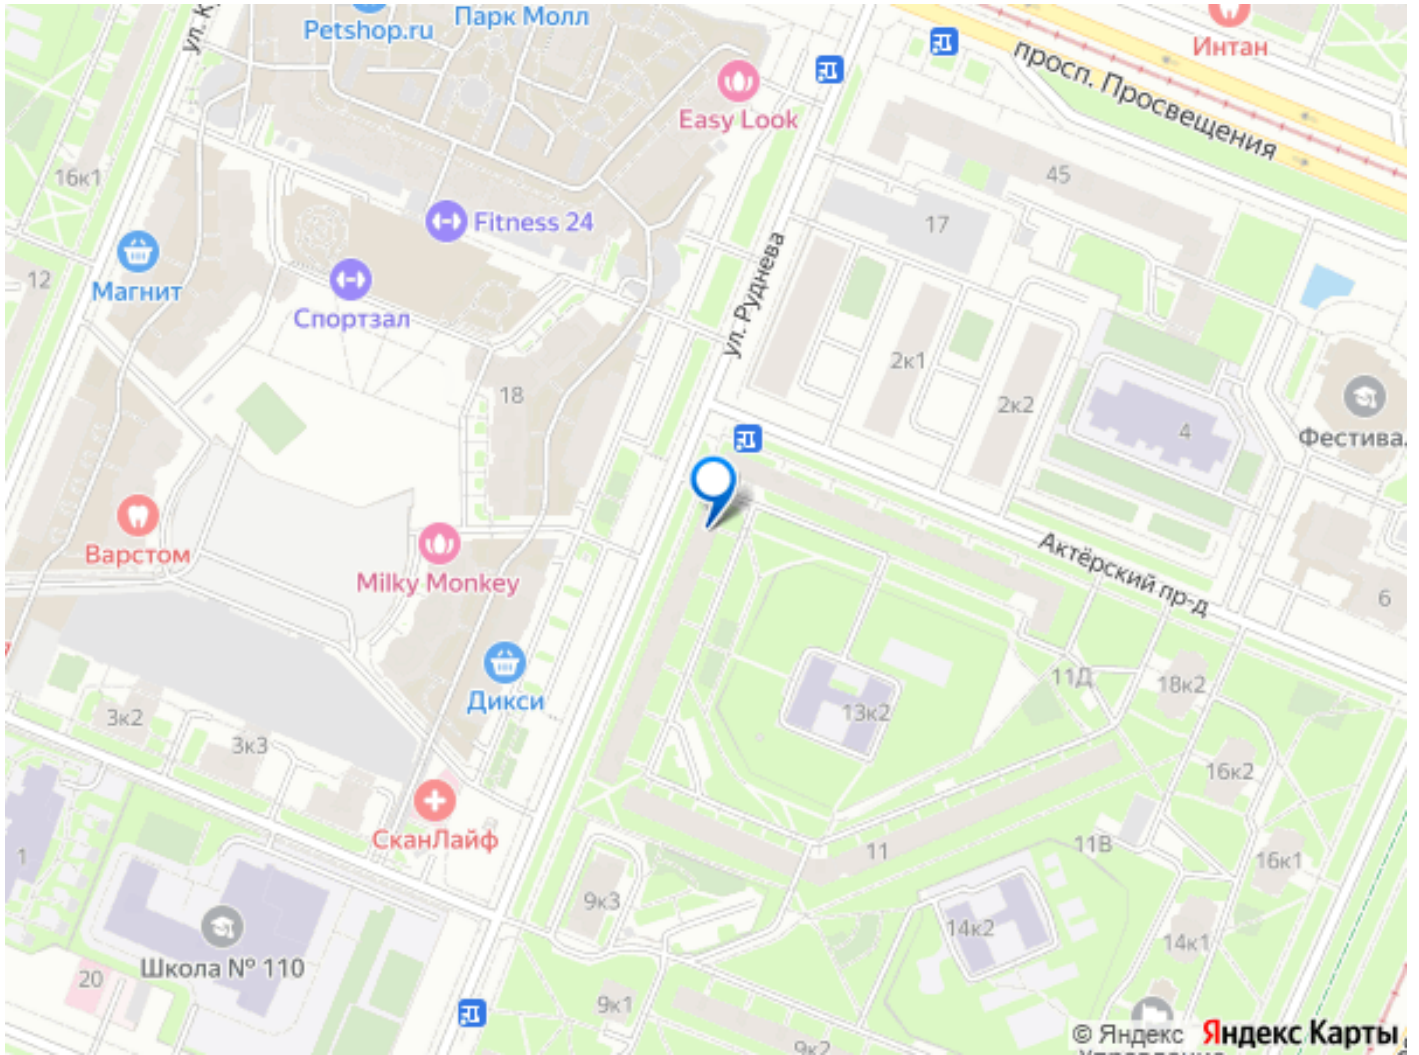 Парк Молл
Petshop.ru
Интан
просп. Просвещения
Easy Look
16к1
45
Fitness 24
17
12
Магнит
Спортзал
ул. Руднева
2к1
2к2
18
4
Фестива
Варстом
Milky Monkey
Актёрский пр-д
6
Дикси
11Д
18к2
13к2
3к2
3к3
16к2
СканЛайф
1
11
11В
16к1
9к3
14к2
14к1
Школа № 110
20
9к1
© Яндекс Яндекс Карты
9к2